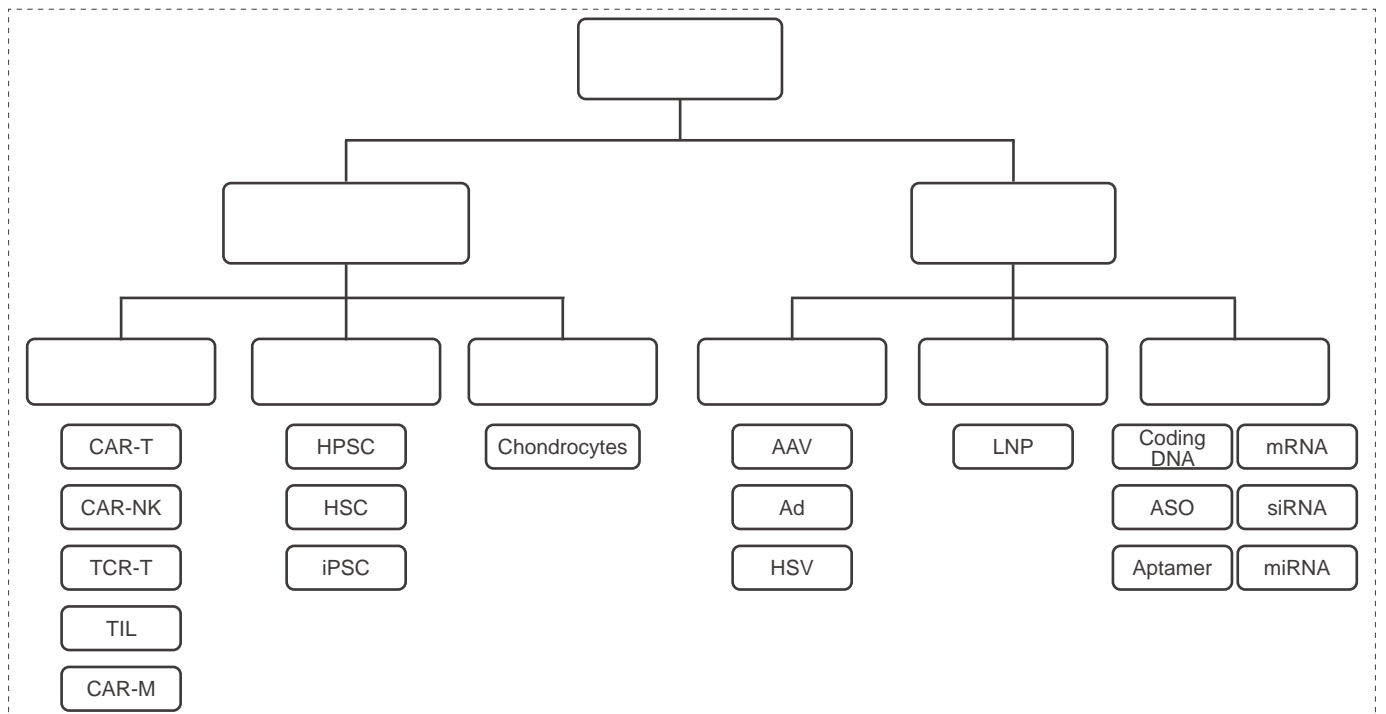 CAR-T
HPSC
Chondrocytes
AAV
LNP
Coding
DNA
mRNA
CAR-NK
HSC
Ad
ASO
siRNA
TCR-T
iPSC
HSV
Aptamer
miRNA
TIL
CAR-M